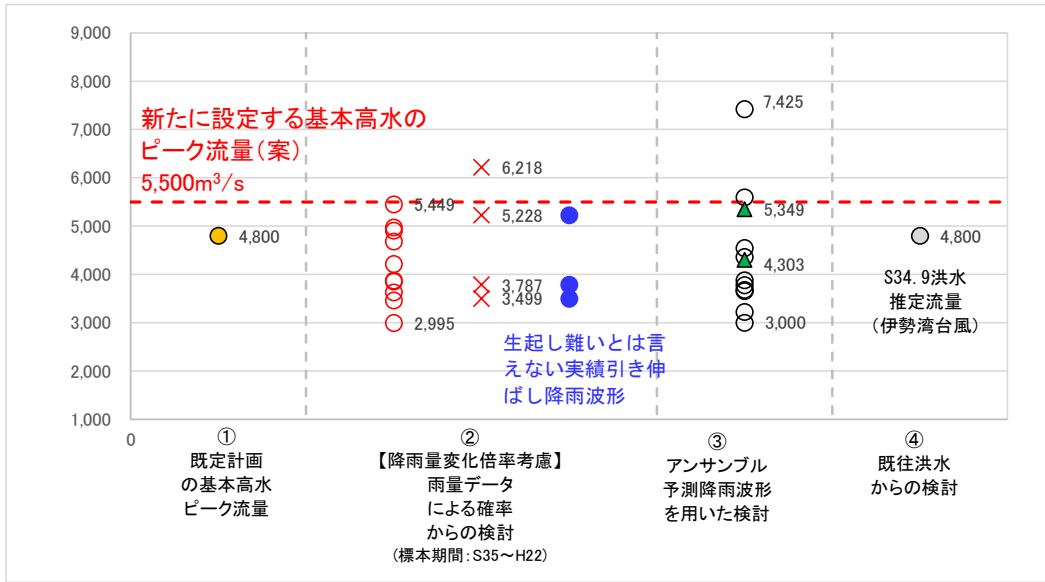 9,000
8,000
7,000
6,000
5,000
4,000
3,000
2,000
1,000
0
新たに設定する基本高水の
ピーク流量(案)
5,500m³/s
4,800
5,449
2,995
6,218
5,228
3,787
3,499
生起し難いとは言
えない実績引き伸
ばし降雨波形
7,425
5,349
4,303
3,000
4,800
S34.9洪水
推定流量
(伊勢湾台風)
①
既定計画
の基本高水
ピーク流量
②
【降雨量変化倍率考慮】
雨量データ
による確率
からの検討
(標本期間:S35~H22)
③
アンサンブル
予測降雨波形
を用いた検討
④
既往洪水
からの検討